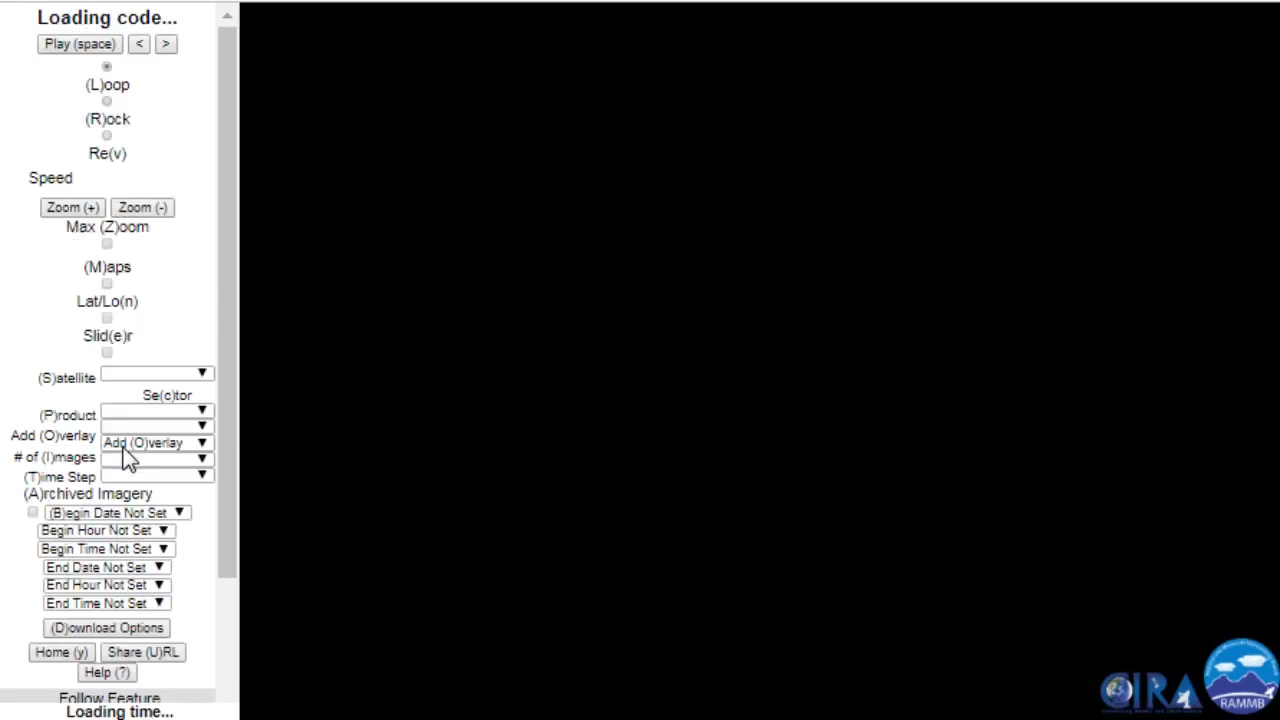 Loading code...
Play (space) < >
(L)oop
(R)ock
Re(v)
Speed
Zoom (+) Zoom (-)
Max (Z)oom
(M)aps
Lat/Lo(n)
Slid(e)r
(S)atellite
Se(c)tor
(P)roduct
Add (O)verlay
Add (O)verlay
# of (I)mages
(T)ime Step
(A)rchived Imagery
(B)egin Date Not Set
Begin Hour Not Set
Begin Time Not Set
End Date Not Set
End Hour Not Set
End Time Not Set
(D)ownload Options
Home (y) Share (U)RL
Help (?)
Follow Feature
Loading time...
CIRA
RAMMB